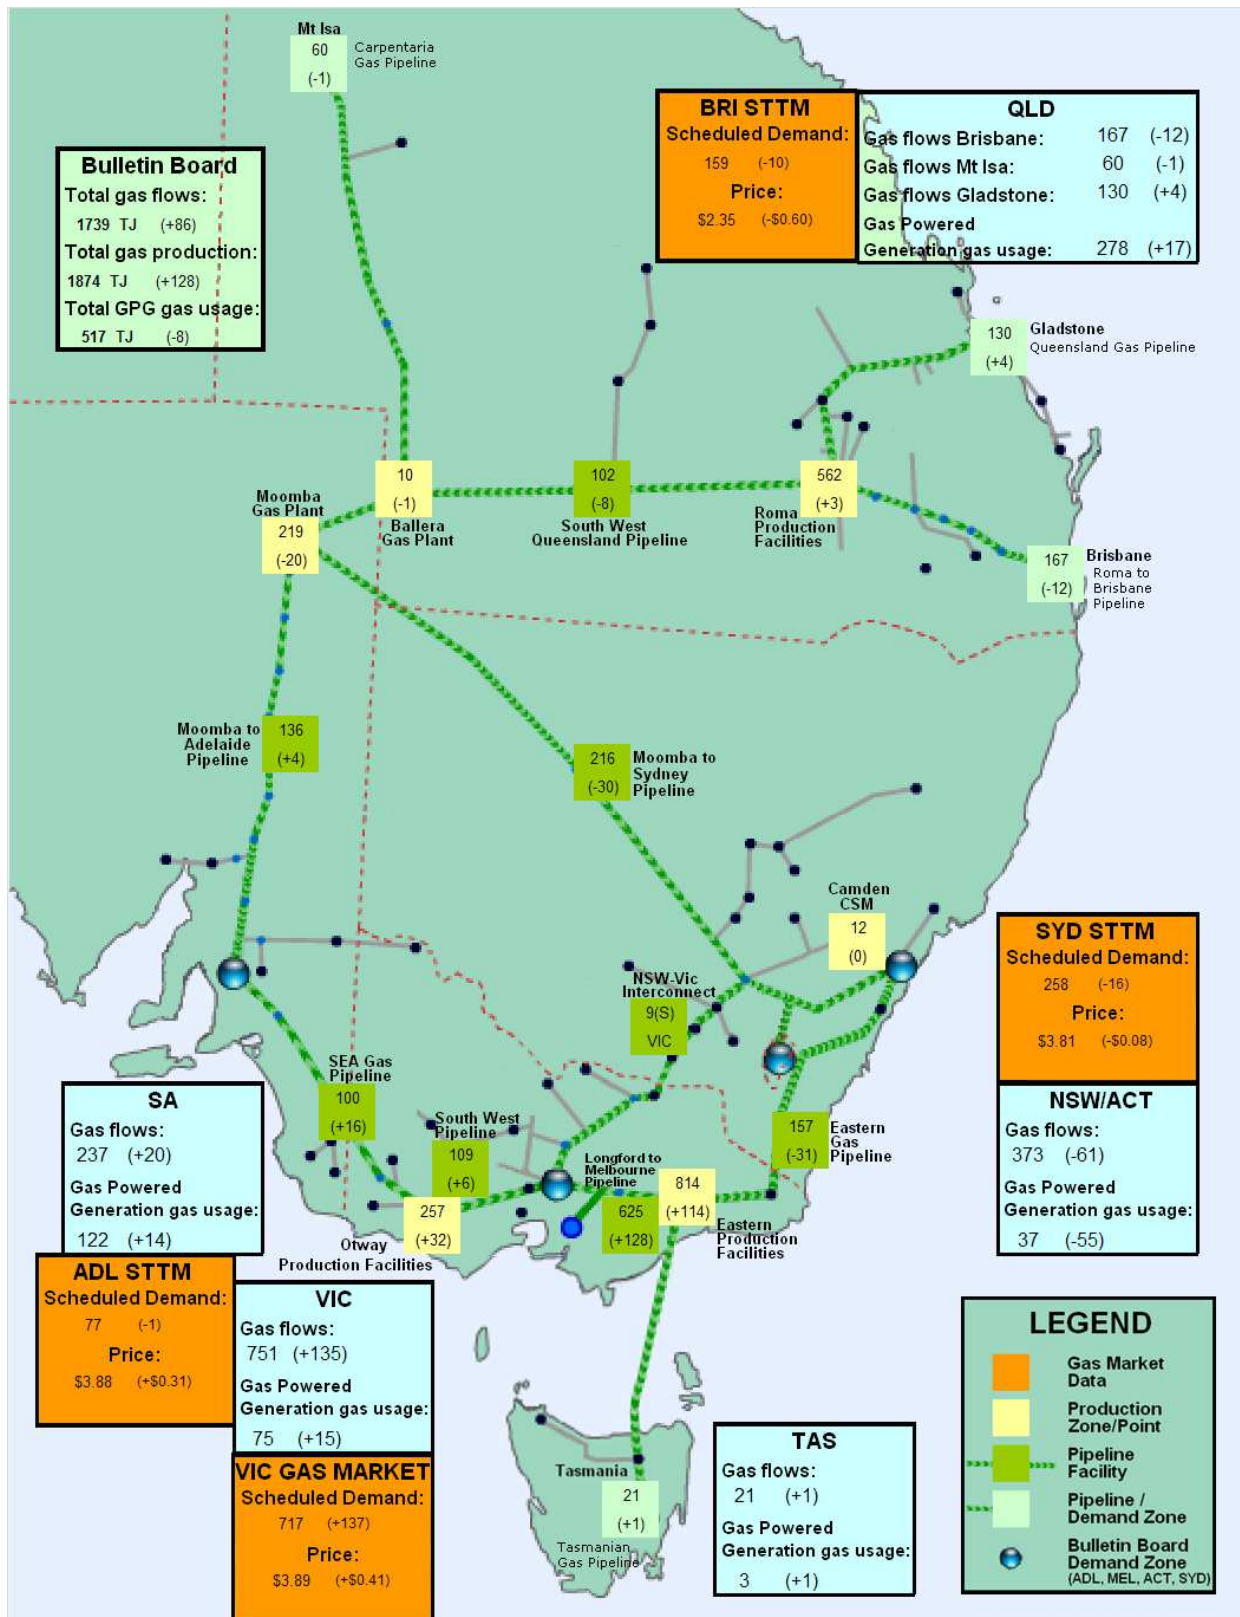 Mt Isa
60
(-1)
Carpentaria
Gas Pipeline
Bulletin Board
Total gas flows:
1739 TJ (+86)
Total gas production:
1874 TJ (+128)
Total GPG gas usage:
517 TJ (-8)
BRI STTM
Scheduled Demand:
159 (-10)
Price:
$2.35 (-$0.60)
QLD
Gas flows Brisbane: 167 (-12)
Gas flows Mt Isa: 60 (-1)
Gas flows Gladstone: 130 (+4)
Gas Powered
Generation gas usage: 278 (+17)
130
(+4)
Gladstone
Queensland Gas Pipeline
10
(-1)
Ballera
Gas Plant
102
(-8)
South West
Queensland Pipeline
562
(+3)
Roma
Production
Facilities
Moomba
Gas Plant
219
(-20)
167
(-12)
Brisbane
Roma to
Brisbane
Pipeline
Moomba to
Adelaide
Pipeline
136
(+4)
216
(-30)
Moomba to
Sydney
Pipeline
Camden
CSM
12
(0)
NSW-Vic
Interconnect
9(S)
VIC
SYD STTM
Scheduled Demand:
258 (-16)
Price:
$3.81 (-$0.08)
NSW/ACT
Gas flows:
373 (-61)
Gas Powered
Generation gas usage:
37 (-55)
SEA Gas
Pipeline
100
(+16)
South West
Pipeline
109
(+6)
Longford to
Melbourne
Pipeline
625
(+128)
814
(+114)
Eastern
Production
Facilities
157
(-31)
Eastern
Gas
Pipeline
257
(+32)
Otway
Production Facilities
SA
Gas flows:
237 (+20)
Gas Powered
Generation gas usage:
122 (+14)
ADL STTM
Scheduled Demand:
77 (-1)
Price:
$3.88 (+$0.31)
VIC
Gas flows:
751 (+135)
Gas Powered
Generation gas usage:
75 (+15)
VIC GAS MARKET
Scheduled Demand:
717 (+137)
Price:
$3.89 (+$0.41)
Tasmania
21
(+1)
Tasmanian
Gas Pipeline
TAS
Gas flows:
21 (+1)
Gas Powered
Generation gas usage:
3 (+1)
LEGEND
Gas Market
Data
Production
Zone/Point
Pipeline
Facility
Pipeline /
Demand Zone
Bulletin Board
Demand Zone
(ADL, MEL, ACT, SYD)